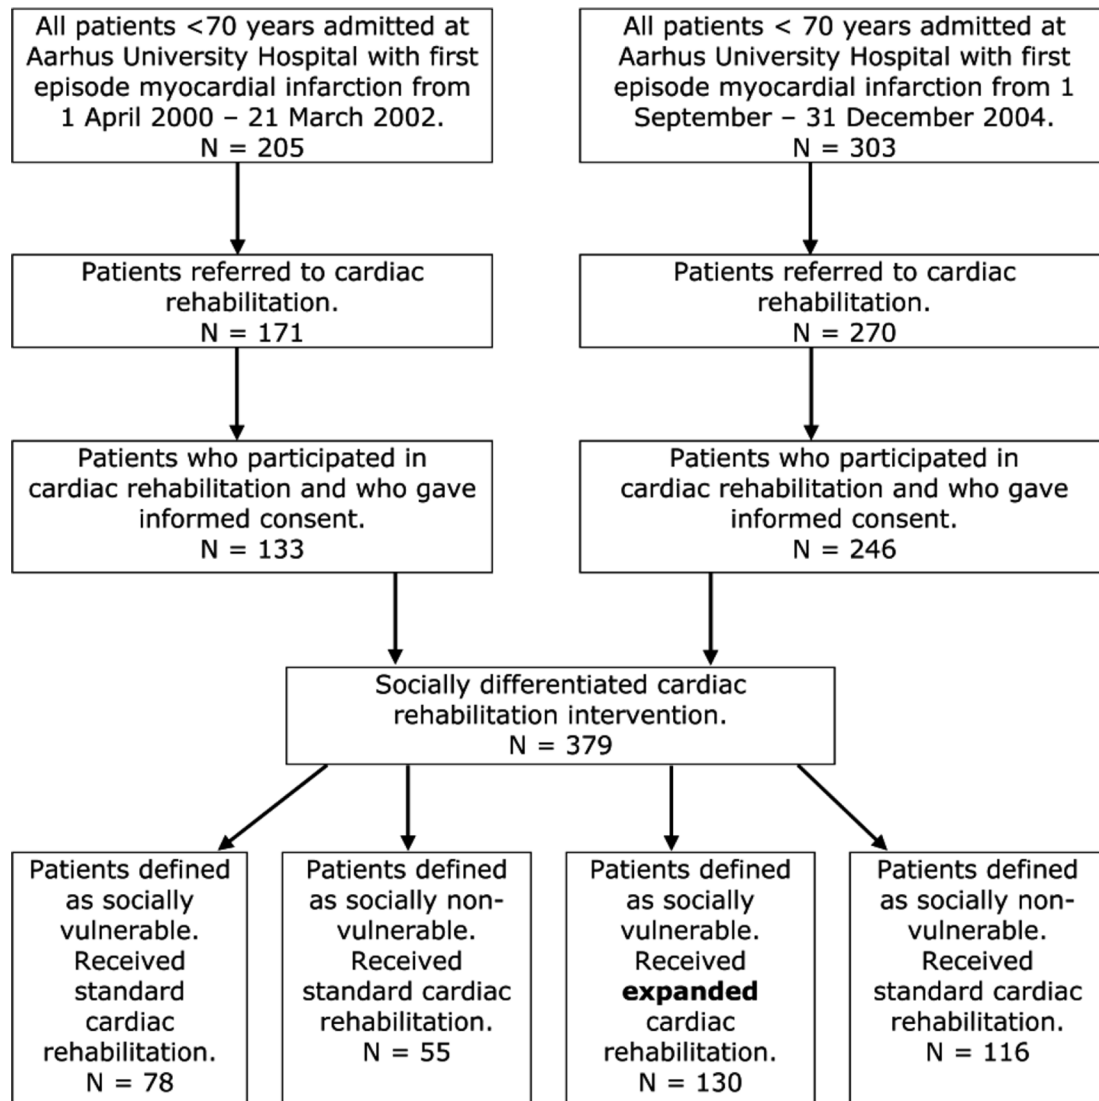 All patients <70 years admitted at
Aarhus University Hospital with first
episode myocardial infarction from
1 April 2000 – 21 March 2002.
N = 205
All patients < 70 years admitted at
Aarhus University Hospital with first
episode myocardial infarction from 1
September – 31 December 2004.
N = 303
Patients referred to cardiac
rehabilitation.
N = 171
Patients referred to cardiac
rehabilitation.
N = 270
Patients who participated in
cardiac rehabilitation and who gave
informed consent.
N = 133
Patients who participated in
cardiac rehabilitation and who gave
informed consent.
N = 246
Socially differentiated cardiac
rehabilitation intervention.
N = 379
Patients defined
as socially
vulnerable.
Received
standard
cardiac
rehabilitation.
N = 78
Patients defined
as socially non-
vulnerable.
Received
standard cardiac
rehabilitation.
N = 55
Patients defined
as socially
vulnerable.
Received
expanded
cardiac
rehabilitation.
N = 130
Patients defined
as socially non-
vulnerable.
Received
standard cardiac
rehabilitation.
N = 116